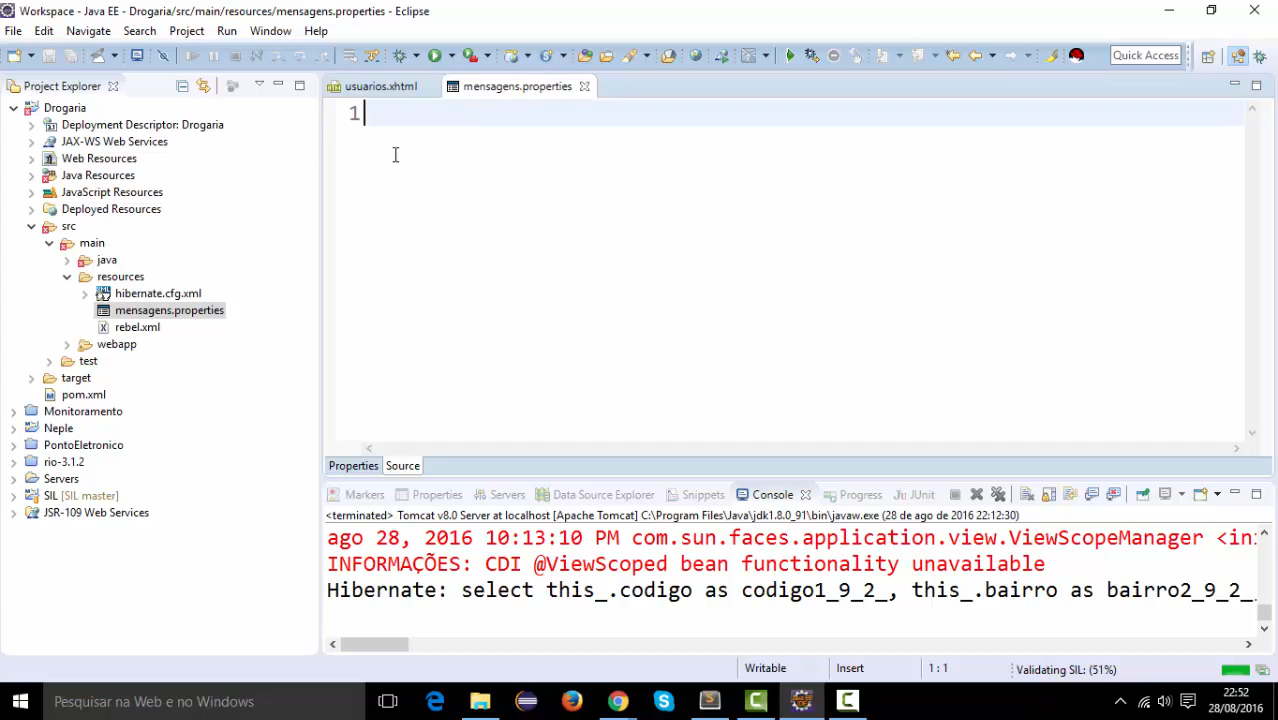 Workspace - Java EE - Drogaria/src/main/resources/mensagens.properties - Eclipse
File Edit Navigate Search Project Run Window Help
Quick Access
Project Explorer
usuarios.xhtml
mensagens.properties
Drogaria
Deployment Descriptor: Drogaria
JAX-WS Web Services
Web Resources
Java Resources
JavaScript Resources
Deployed Resources
src
main
java
resources
hibernate.cfg.xml
mensagens.properties
rebel.xml
webapp
test
target
pom.xml
Monitoramento
Neple
PontoEletronico
rio-3.1.2
Servers
SIL [SIL master]
JSR-109 Web Services
1
Properties Source
Markers Properties Servers Data Source Explorer Snippets Console Progress JUnit
<terminated> Tomcat v8.0 Server at localhost [Apache Tomcat] C:\Program Files\Java\jdk1.8.0_91\bin\javaw.exe (28 de ago de 2016 22:12:30)
ago 28, 2016 10:13:10 PM com.sun.faces.application.view.ViewScopeManager <in
INFORMAÇÕES: CDI @ViewScoped bean functionality unavailable
Hibernate: select this_.codigo as codigo1_9_2_, this_.bairro as bairro2_9_2_
Writable Insert 1 : 1 Validating SIL: (51%)
Pesquisar na Web e no Windows
22:52
28/08/2016